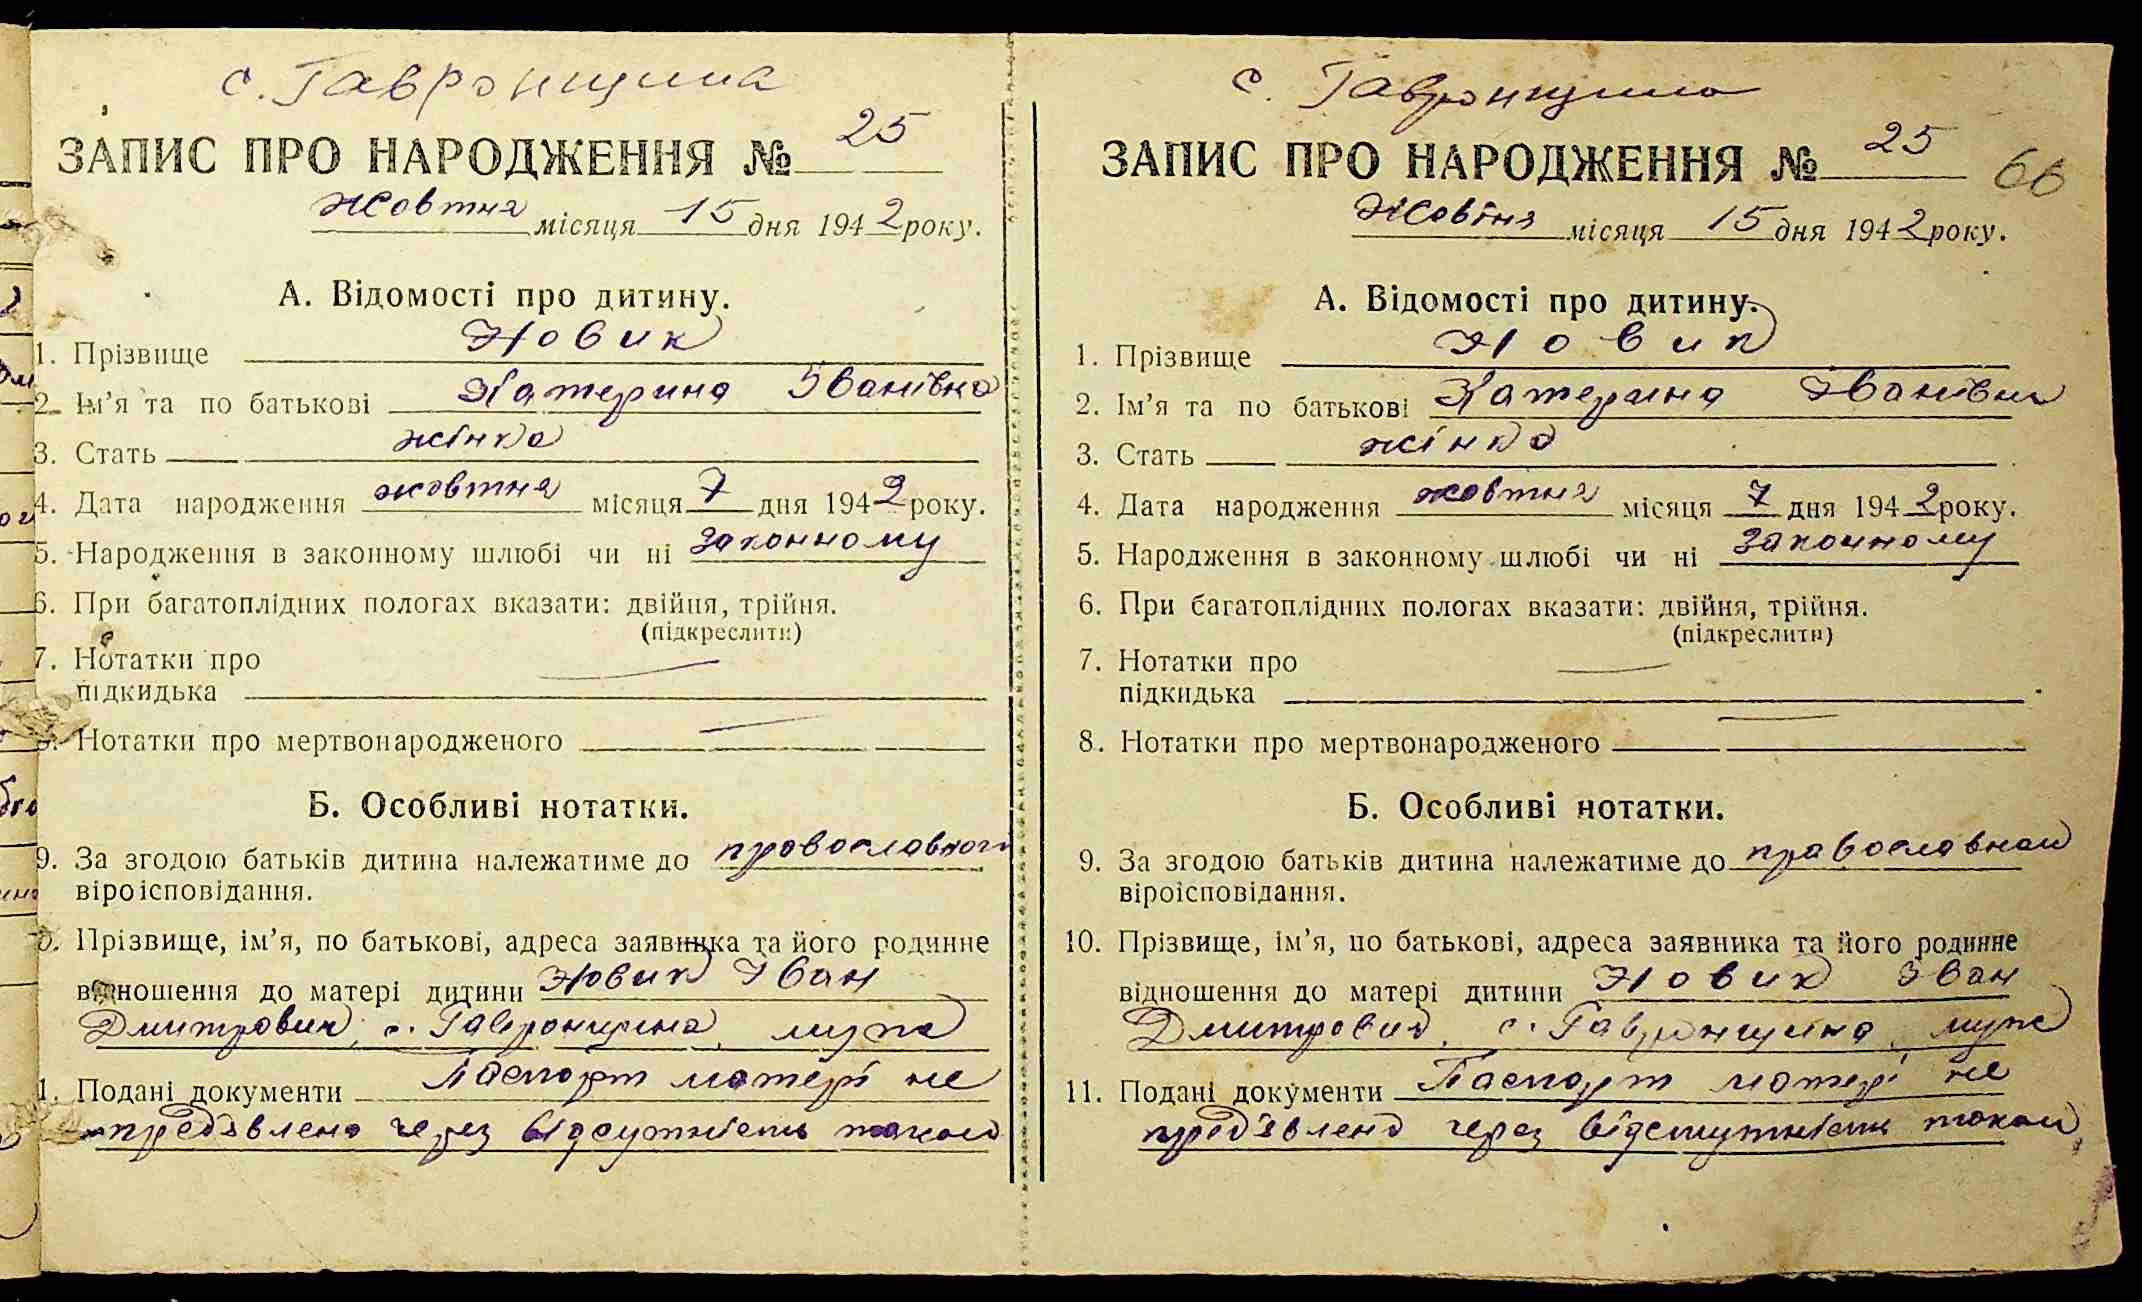 с. Гавронщина
ЗАПИС ПРО НАРОДЖЕННЯ № 25
Жовтня місяця 15 дня 1942 року.
А. Відомості про дитину.
1. Прізвище Новик
2. Ім’я та по батькові Катерина Іванівна
3. Стать жінка
4. Дата народження жовтня місяця 7 дня 1942 року.
5. Народження в законному шлюбі чи ні законному
6. При багатоплідних пологах вказати: двійня, трійня.
(підкреслити)
7. Нотатки про
підкидька —
8. Нотатки про мертвонародженого —
Б. Особливі нотатки.
9. За згодою батьків дитина належатиме до православного
віроісповідання.
0. Прізвище, ім’я, по батькові, адреса заявника та його родинне
відношення до матері дитини Новик Іван
Дмитрович, с. Гавронщина, мужа
1. Подані документи Паспорт матері не
пред'явлено через відсутність такого
с. Гавронщина
ЗАПИС ПРО НАРОДЖЕННЯ № 25 66
Жовтня місяця 15 дня 1942 року.
А. Відомості про дитину.
1. Прізвище Новик
2. Ім’я та по батькові Катерина Іванівна
3. Стать жінка
4. Дата народження жовтня місяця 7 дня 1942 року.
5. Народження в законному шлюбі чи ні законному
6. При багатоплідних пологах вказати: двійня, трійня.
(підкреслити)
7. Нотатки про
підкидька —
8. Нотатки про мертвонародженого —
Б. Особливі нотатки.
9. За згодою батьків дитина належатиме до православного
віроісповідання.
10. Прізвище, ім’я, по батькові, адреса заявника та його родинне
відношення до матері дитини Новик Іван
Дмитрович, с. Гавронщина, муж
11. Подані документи Паспорт матері не
пред'явлено через відсутність такого